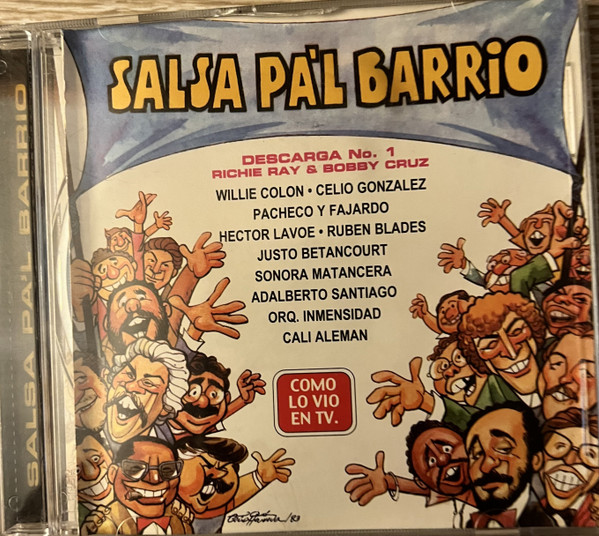 SALSA PA'L BARRIO
SALSA PA'L BARRIO
DESCARGA No. 1
RICHIE RAY & BOBBY CRUZ
WILLIE COLON • CELIO GONZALEZ
PACHECO Y FAJARDO
HECTOR LAVOE • RUBEN BLADES
JUSTO BETANCOURT
SONORA MATANCERA
ADALBERTO SANTIAGO
ORQ. INMENSIDAD
CALI ALEMAN
COMO
LO VIO
EN TV.
/83